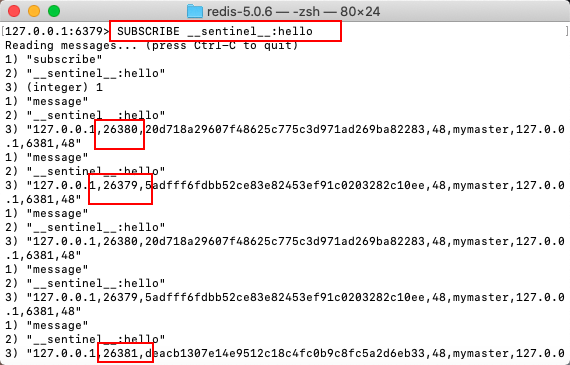 redis-5.0.6 — -zsh — 80×24
[127.0.0.1:6379> SUBSCRIBE __sentinel__:hello ]
Reading messages... (press Ctrl-C to quit)
1) "subscribe"
2) "__sentinel__:hello"
3) (integer) 1
1) "message"
2) "__sentinel__:hello"
3) "127.0.0.1,26380,20d718a29607f48625c775c3d971ad269ba82283,48,mymaster,127.0.0
.1,6381,48"
1) "message"
2) "__sentinel__:hello"
3) "127.0.0.1,26379,5adfff6fdbb52ce83e82453ef91c0203282c10ee,48,mymaster,127.0.0
.1,6381,48"
1) "message"
2) "__sentinel__:hello"
3) "127.0.0.1,26380,20d718a29607f48625c775c3d971ad269ba82283,48,mymaster,127.0.0
.1,6381,48"
1) "message"
2) "__sentinel__:hello"
3) "127.0.0.1,26379,5adfff6fdbb52ce83e82453ef91c0203282c10ee,48,mymaster,127.0.0
.1,6381,48"
1) "message"
2) "__sentinel__:hello"
3) "127.0.0.1,26381,deacb1307e14e9512c18c4fc0b9c8fc5a2d6eb33,48,mymaster,127.0.0